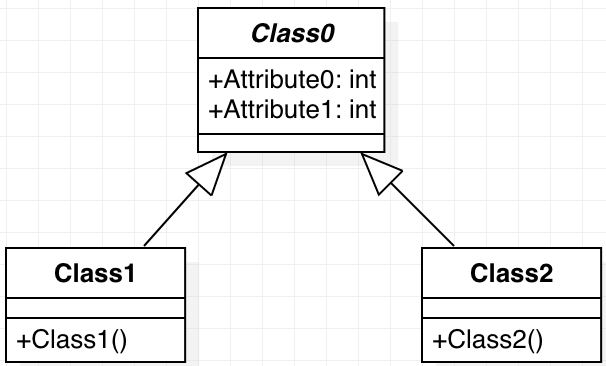 Class0
+Attribute0: int
+Attribute1: int
Class1
+Class1()
Class2
+Class2()